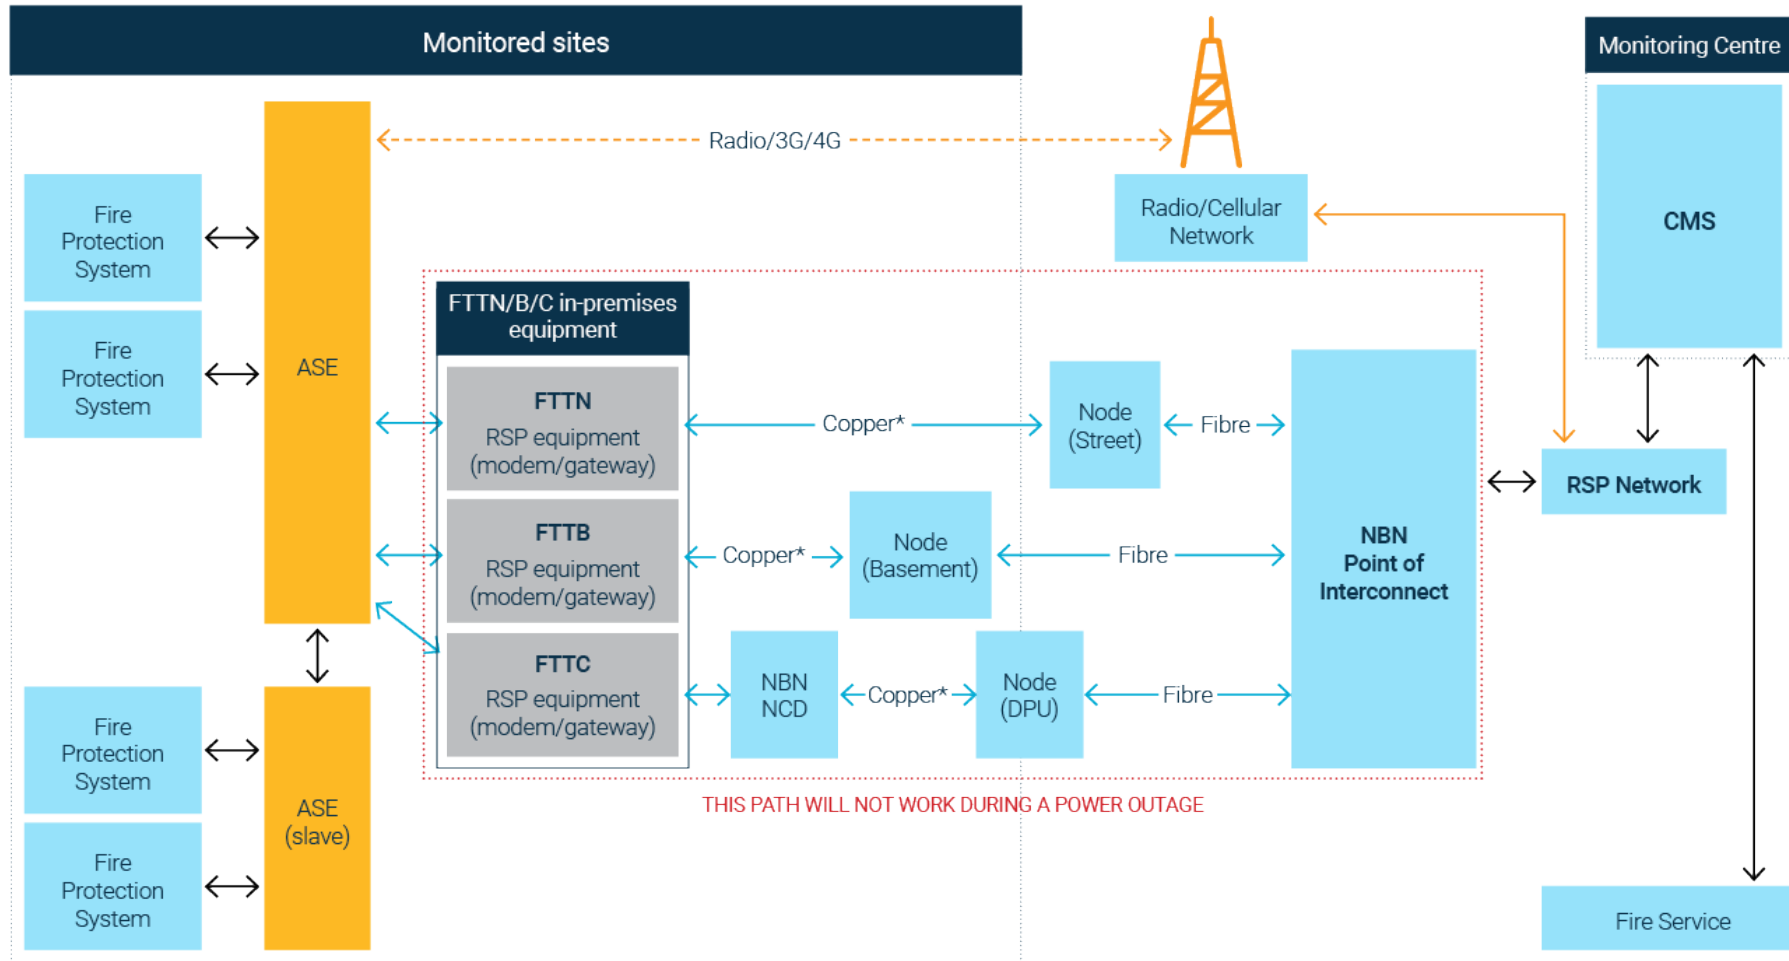 Monitored sites
Monitoring Centre
CMS
Radio/3G/4G
Radio/Cellular
Network
Fire
Protection
System
Fire
Protection
System
ASE
FTTN/B/C in-premises
equipment
FTTN
RSP equipment
(modem/gateway)
Copper*
Node
(Street)
Fibre
FTTB
RSP equipment
(modem/gateway)
Copper*
Node
(Basement)
Fibre
FTTC
RSP equipment
(modem/gateway)
NBN
NCD
Copper*
Node
(DPU)
Fibre
NBN
Point of
Interconnect
RSP Network
THIS PATH WILL NOT WORK DURING A POWER OUTAGE
Fire
Protection
System
Fire
Protection
System
ASE
(slave)
Fire Service